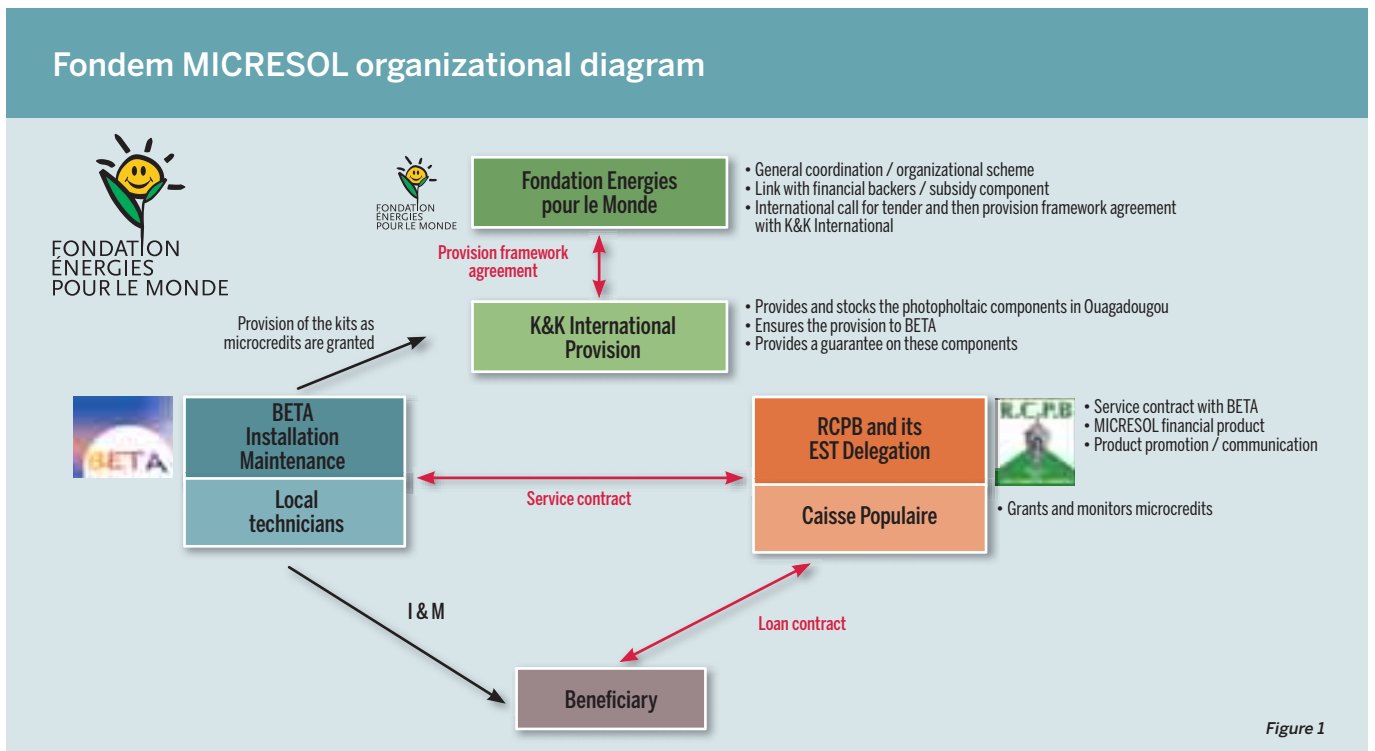 Fondem MICRESOL organizational diagram
FONDATION
ÉNERGIES
POUR LE MONDE
FONDATION
ÉNERGIES
POUR LE MONDE
Fondation Energies
pour le Monde
• General coordination / organizational scheme
• Link with financial backers / subsidy component
• International call for tender and then provision framework agreement
with K&K International
Provision framework
agreement
K&K International
Provision
• Provides and stocks the photopholtaic components in Ouagadougou
• Ensures the provision to BETA
• Provides a guarantee on these components
Provision of the kits as
microcredits are granted
BETA
BETA
Installation
Maintenance
Local
technicians
Service contract
RCPB and its
EST Delegation
Caisse Populaire
R.C.P.B
• Service contract with BETA
• MICRESOL financial product
• Product promotion / communication
• Grants and monitors microcredits
I & M
Loan contract
Beneficiary
Figure 1